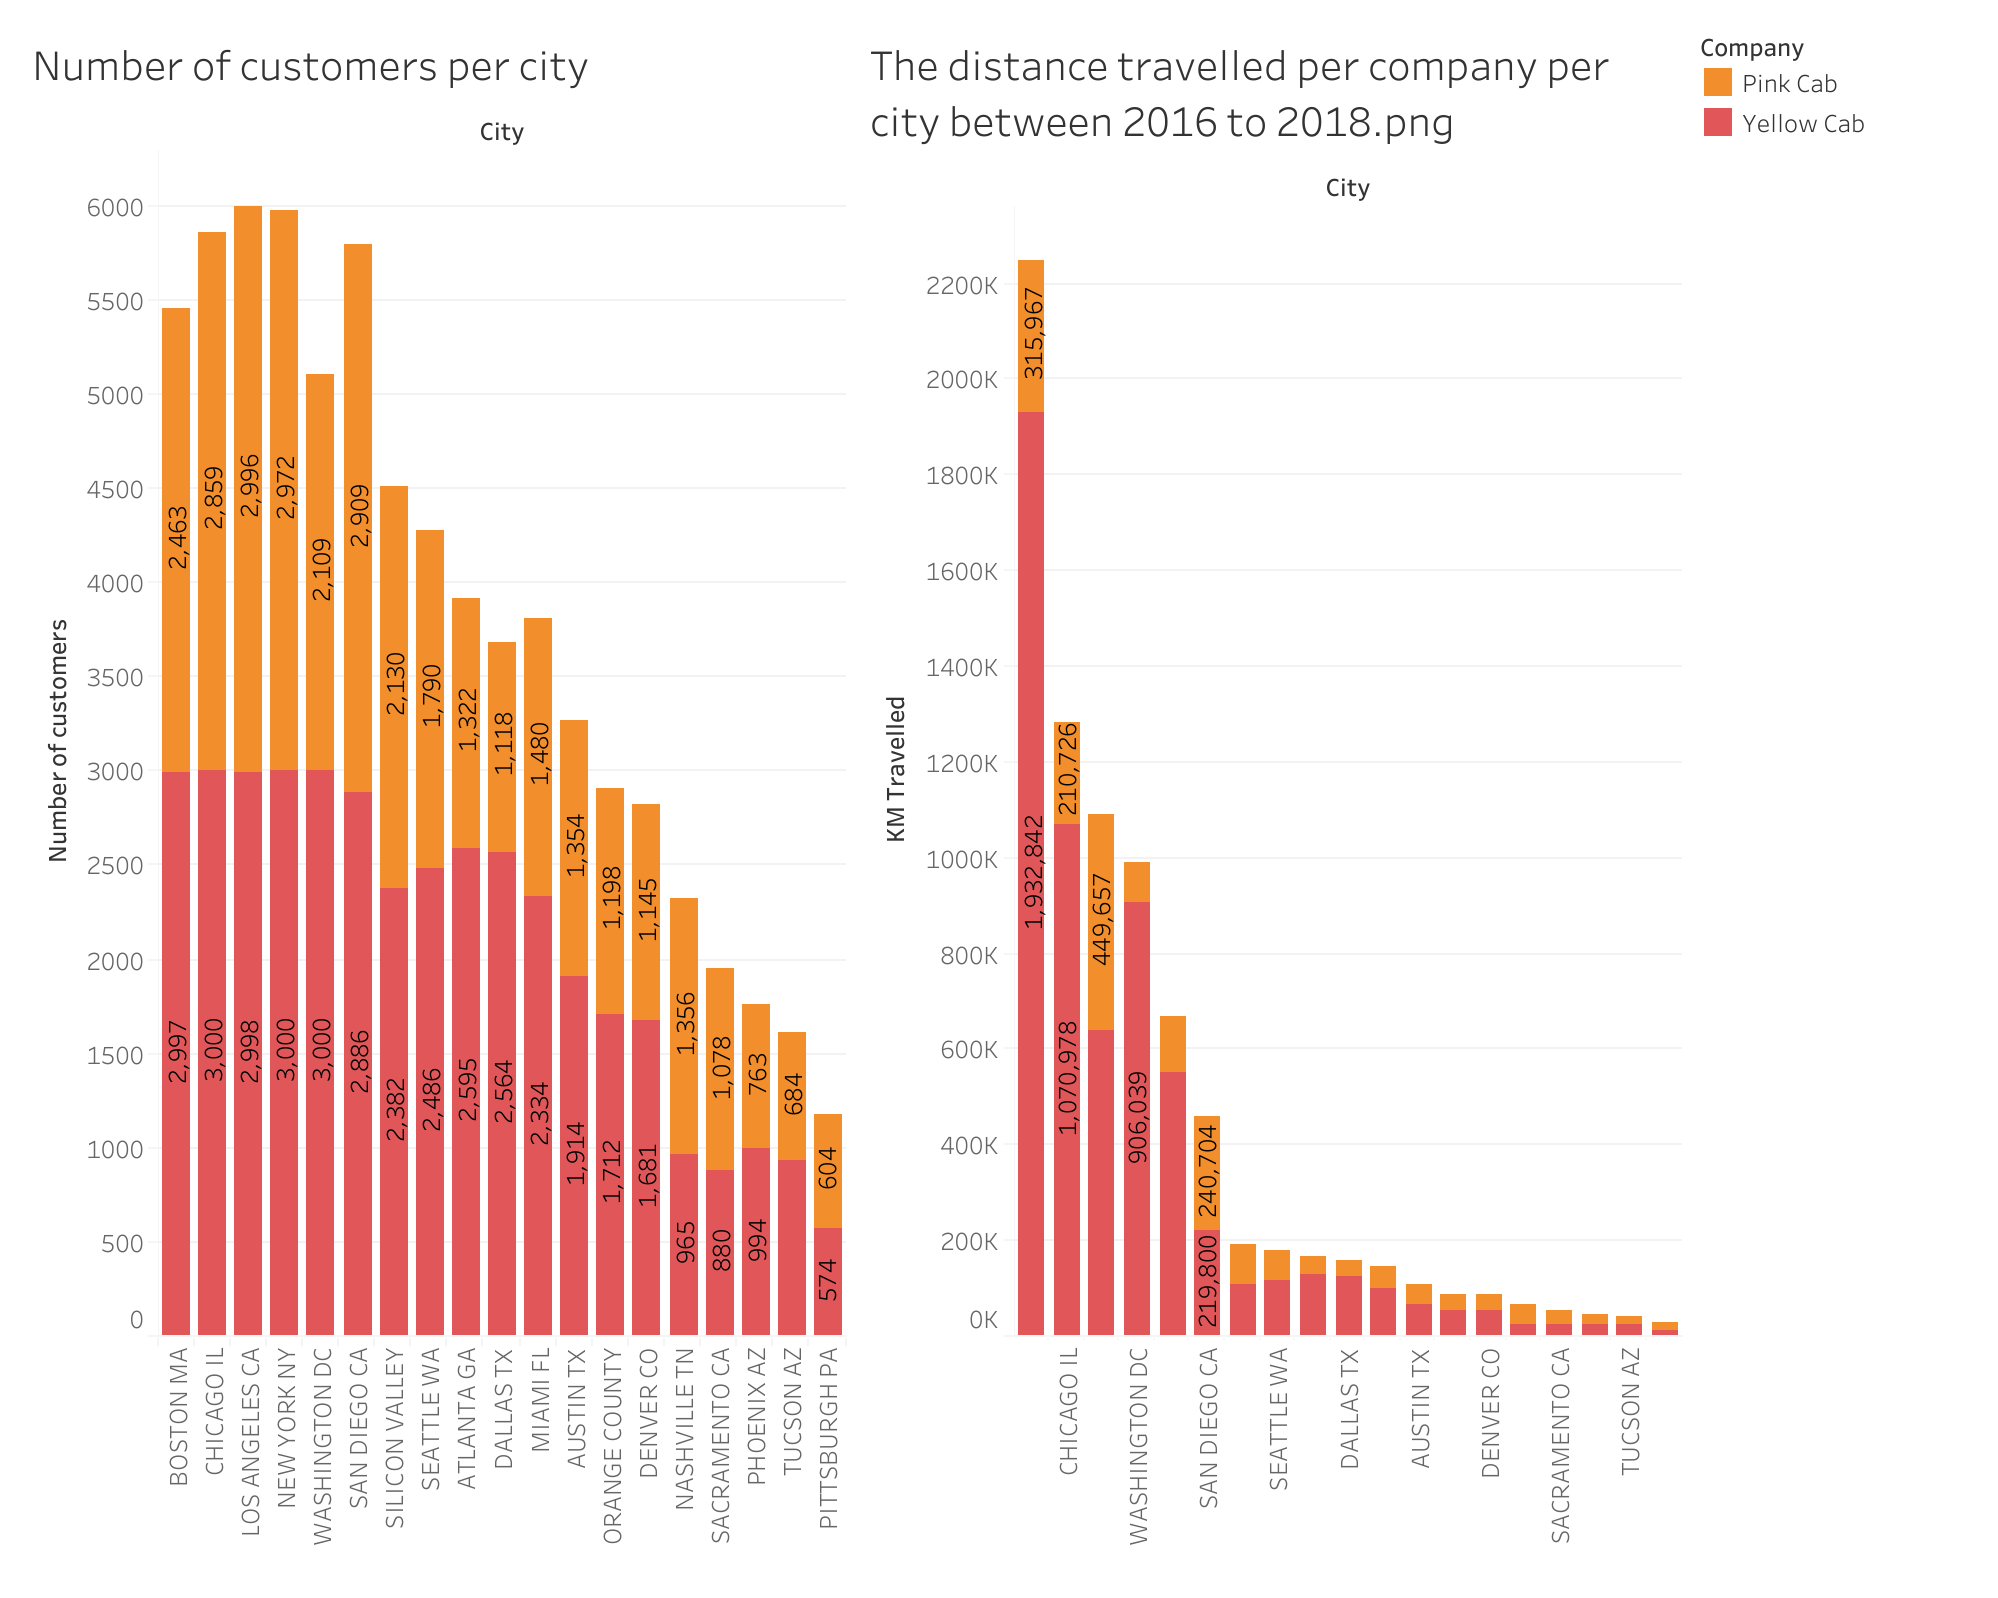 Number of customers per city
The distance travelled per company per
city between 2016 to 2018.png
Company
Pink Cab
Yellow Cab
City
City
Number of customers
6000
5500
5000
4500
4000
3500
3000
2500
2000
1500
1000
500
0
2,463
2,859
2,996
2,972
2,109
2,909
2,130
1,790
1,322
1,118
1,480
1,354
1,198
1,145
1,356
1,078
763
684
604
2,997
3,000
2,998
3,000
3,000
2,886
2,382
2,486
2,595
2,564
2,334
1,914
1,712
1,681
965
880
994
574
BOSTON MA
CHICAGO IL
LOS ANGELES CA
NEW YORK NY
WASHINGTON DC
SAN DIEGO CA
SILICON VALLEY
SEATTLE WA
ATLANTA GA
DALLAS TX
MIAMI FL
AUSTIN TX
ORANGE COUNTY
DENVER CO
NASHVILLE TN
SACRAMENTO CA
PHOENIX AZ
TUCSON AZ
PITTSBURGH PA
KM Travelled
2200K
2000K
1800K
1600K
1400K
1200K
1000K
800K
600K
400K
200K
0K
315,967
1,932,842
210,726
1,070,978
449,657
906,039
240,704
219,800
CHICAGO IL
WASHINGTON DC
SAN DIEGO CA
SEATTLE WA
DALLAS TX
AUSTIN TX
DENVER CO
SACRAMENTO CA
TUCSON AZ